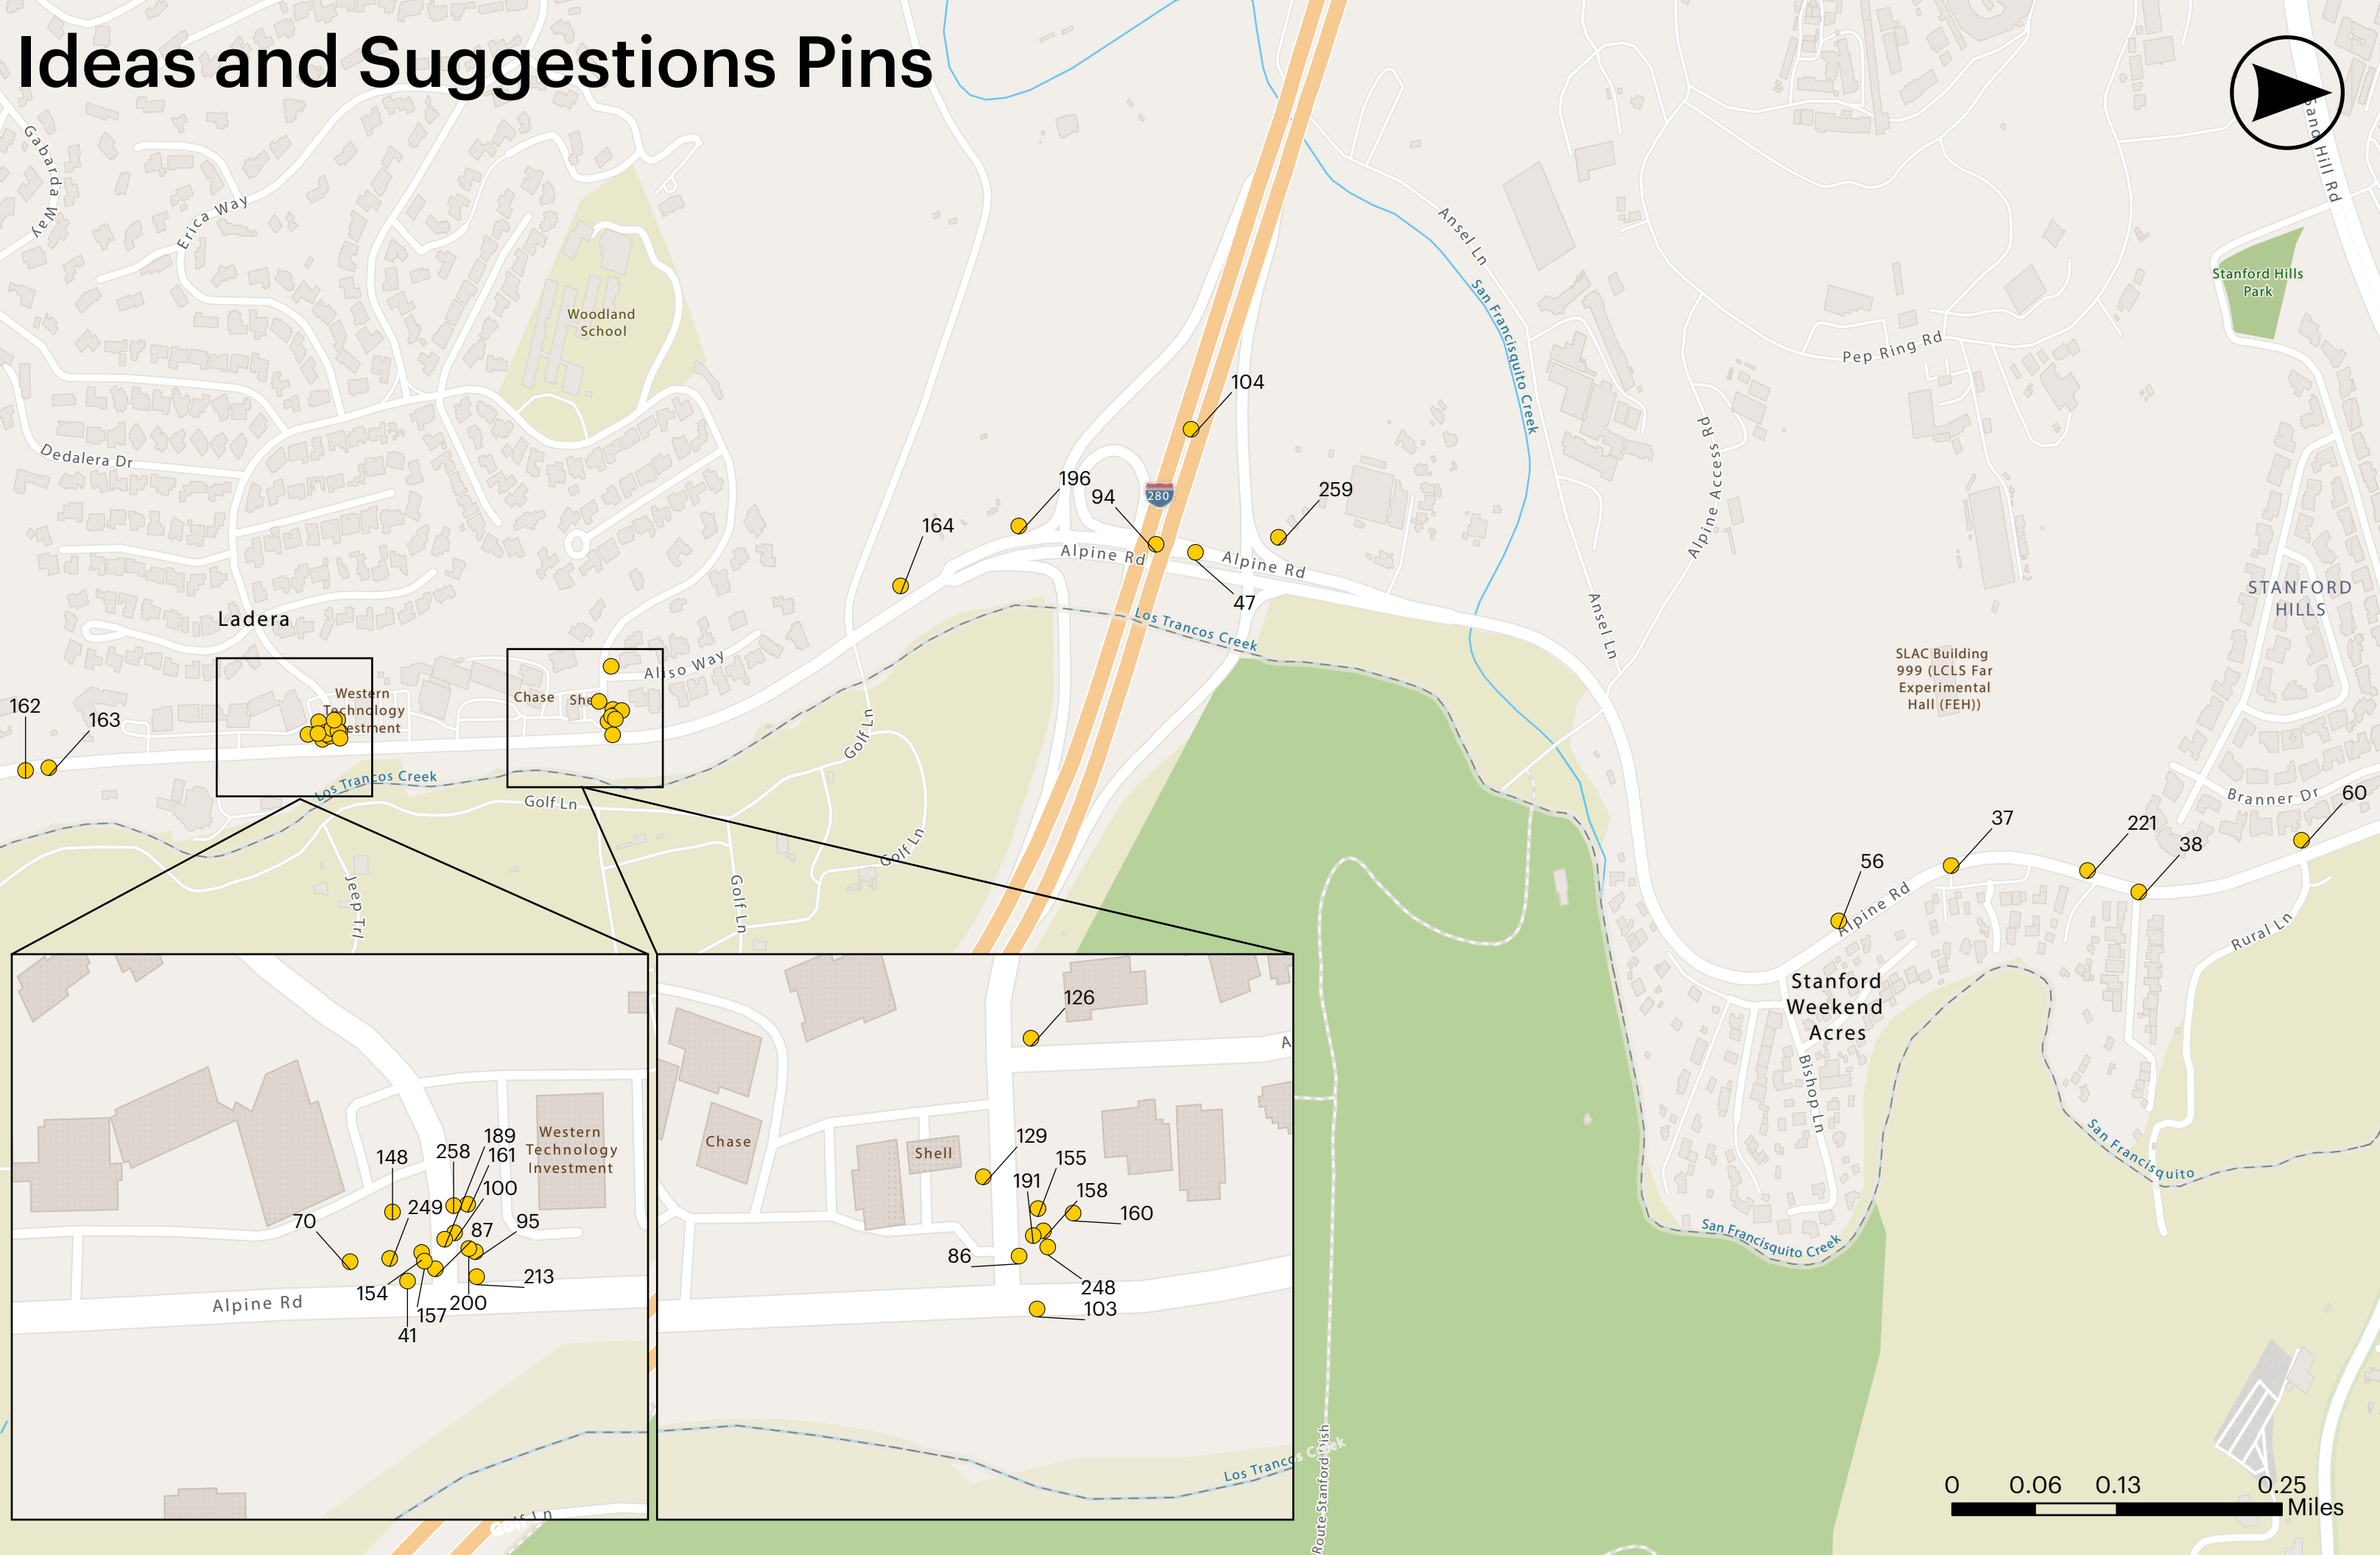 Ideas and Suggestions Pins
Sand Hill Rd
Gabarda Way
Erica Way
Ansel Ln
Stanford Hills
Park
Woodland
School
San Francisquito Creek
Pep Ring Rd
104
Dedalera Dr
Alpine Access Rd
196
94
280
259
164
Alpine Rd
Alpine Rd
47
STANFORD
HILLS
Ansel Ln
Ladera
Los Trancos Creek
SLAC Building
999 (LCLS Far
Experimental
Hall (FEH))
Aliso Way
Chase
She
Western
Technology
estment
162
163
Golf Ln
Los Trancos Creek
Golf Ln
Golf Ln
Golf Ln
Jeep Trl
Branner Dr
60
37
221
38
56
Alpine Rd
Rural Ln
Stanford
Weekend
Acres
Bishop Ln
San Francisquito
San Francisquito Creek
Western
Technology
Investment
189
161
258
148
100
249
70
87
95
154
157
200
213
41
Alpine Rd
Golf Ln
126
A
Chase
Shell
129
155
191
158
160
86
248
103
Los Trancos Creek
Route Stanford Dish
0 0.06 0.13 0.25
Miles